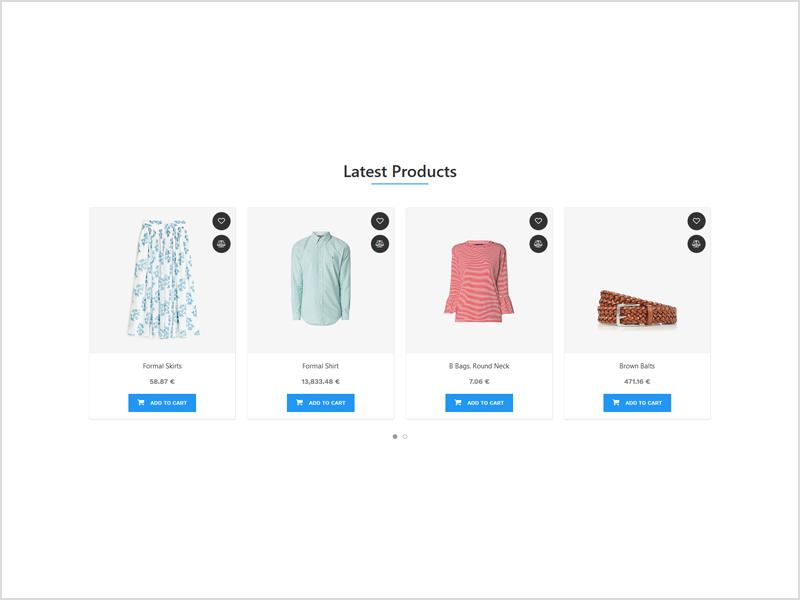 Latest Products
Formal Skirts
58.87 €
ADD TO CART
Formal Shirt
13,833.48 €
ADD TO CART
B Bags. Round Neck
7.06 €
ADD TO CART
Brown Balts
471.16 €
ADD TO CART